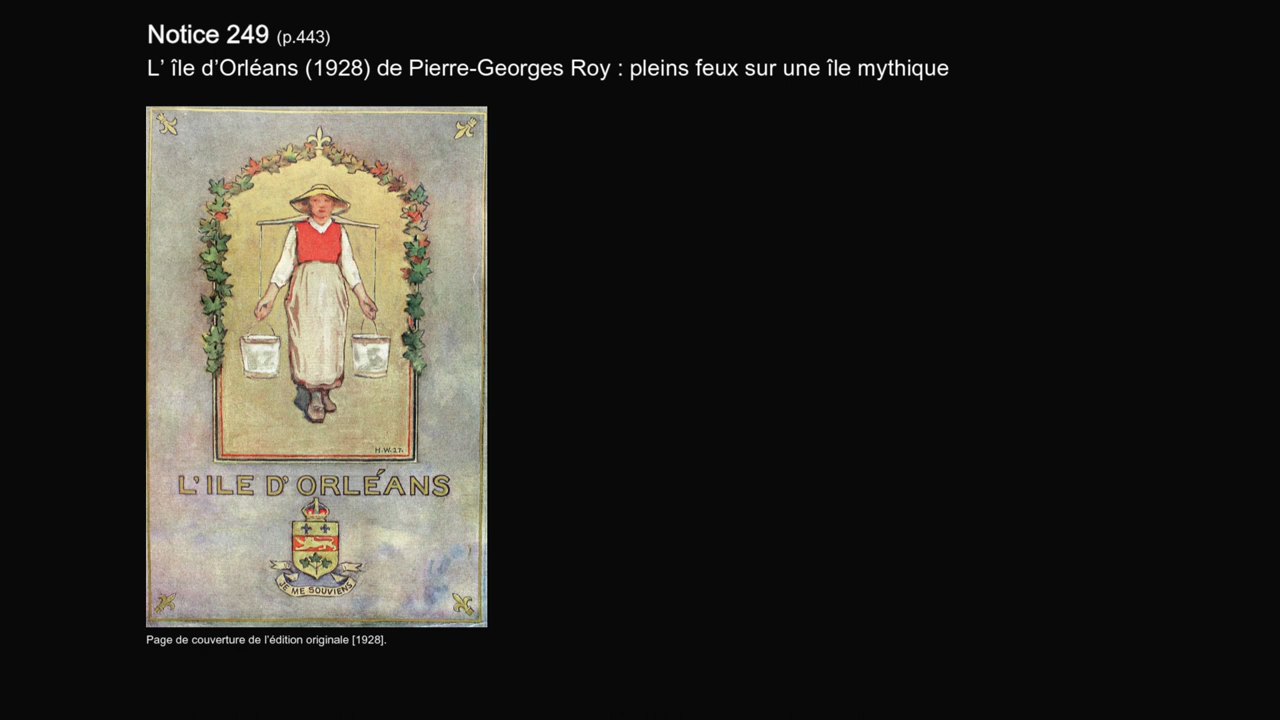 Notice 249 (p.443)
L’ île d’Orléans (1928) de Pierre-Georges Roy : pleins feux sur une île mythique
H.W.27.
L’ILE D’ORLÉANS
JE ME SOUVIENS
Page de couverture de l’édition originale [1928].